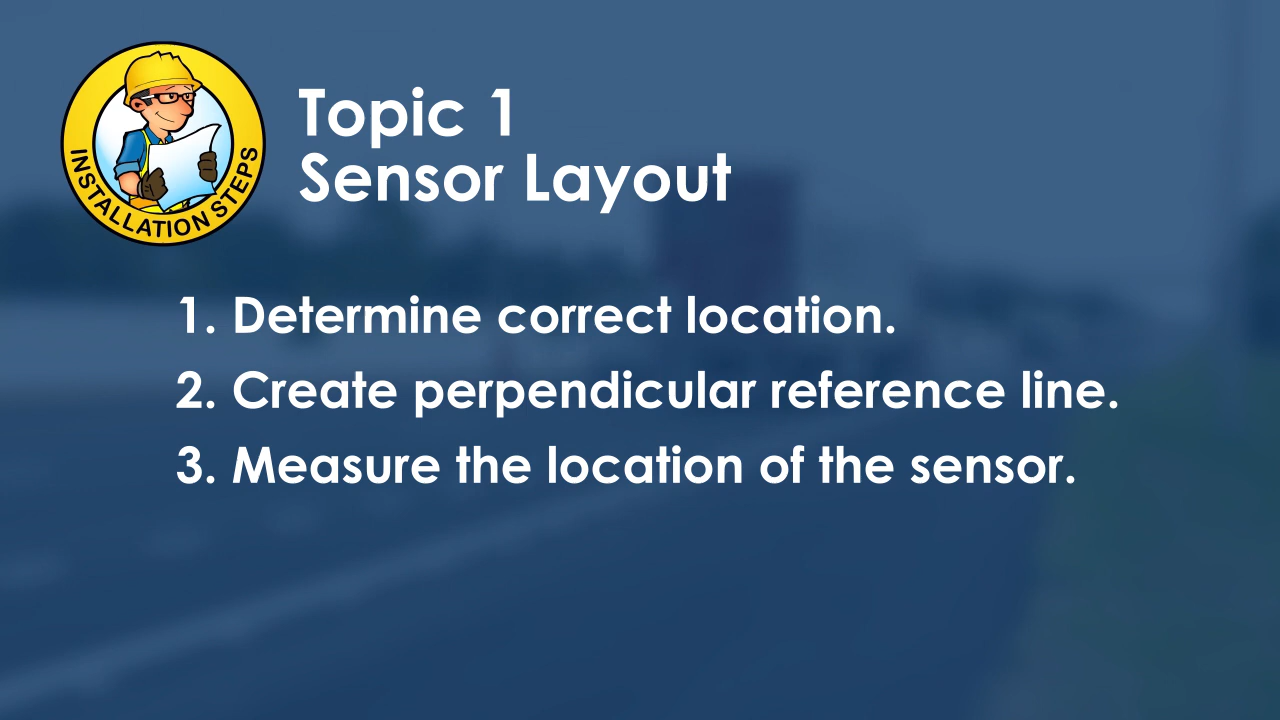 INSTALLATION STEPS
Topic 1
Sensor Layout
1. Determine correct location.
2. Create perpendicular reference line.
3. Measure the location of the sensor.